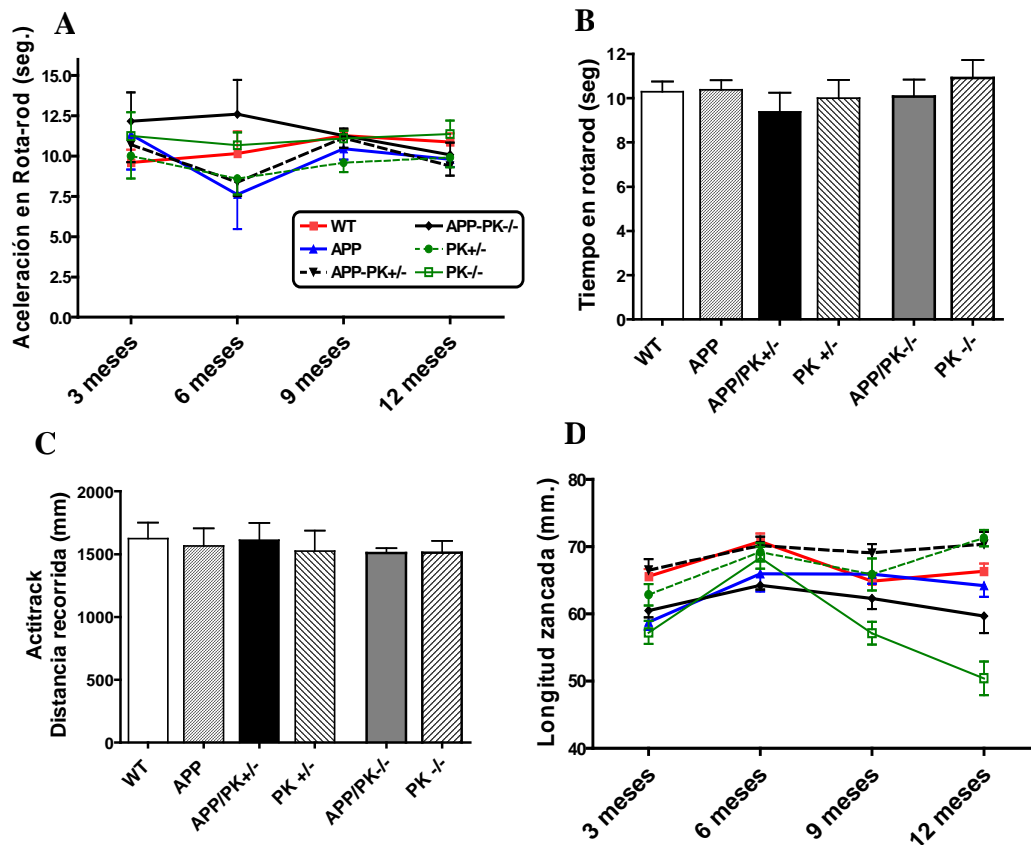 A
Aceleración en Rota-rod (seg.)
15.0
12.5
10.0
7.5
5.0
2.5
0.0
WT
APP
APP-PK+/-
APP-PK-/-
PK+/-
PK-/-
3 meses
6 meses
9 meses
12 meses
B
Tiempo en rotarod (seg)
12
10
8
6
4
2
0
WT
APP
APP/PK+/-
PK +/-
APP/PK-/-
PK -/-
C
Actitrack
Distancia recorrida (mm)
2000
1500
1000
500
0
WT
APP
APP/PK+/-
PK +/-
APP/PK-/-
PK -/-
D
Longitud zancada (mm.)
80
70
60
50
40
3 meses
6 meses
9 meses
12 meses